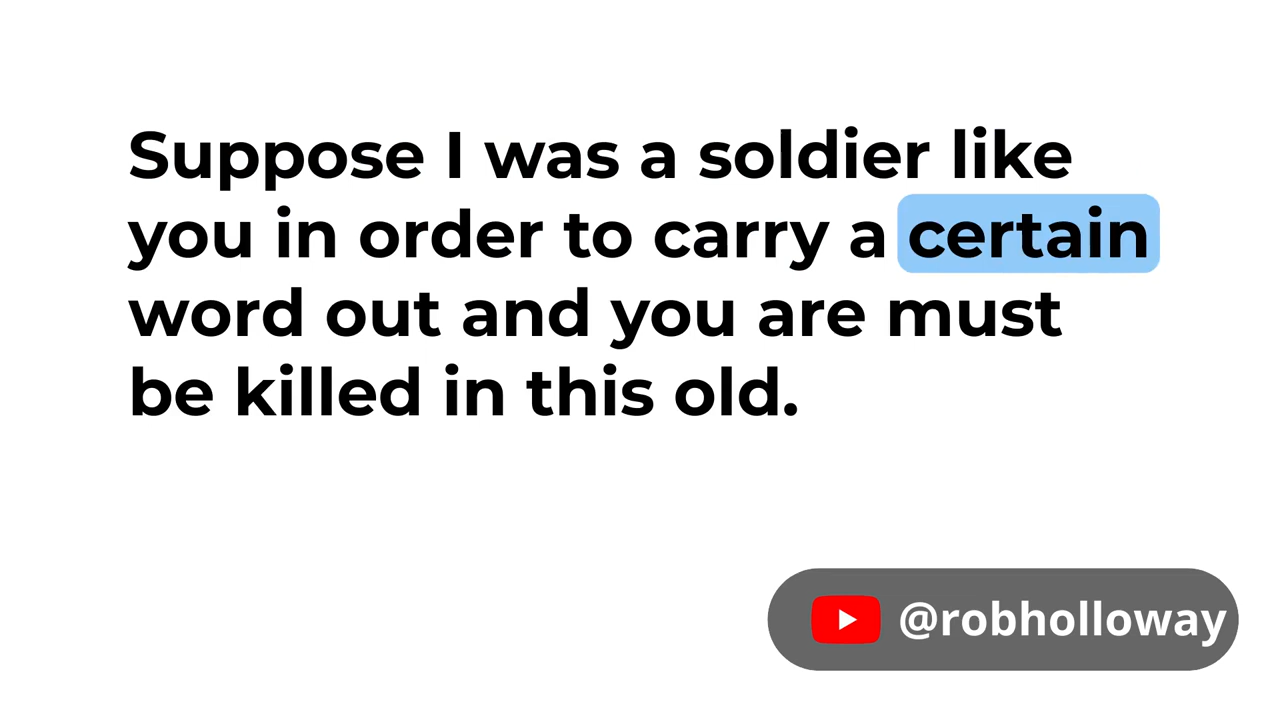 Suppose I was a soldier like
you in order to carry a certain
word out and you are must
be killed in this old.
@robholloway